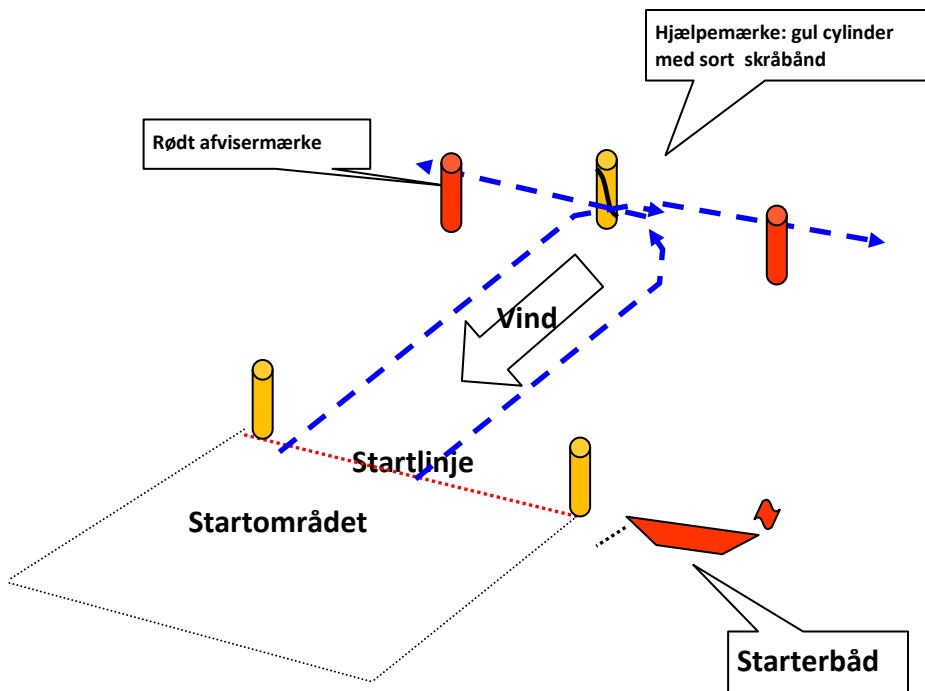 Hjælpemærke: gul cylinder
med sort skråbånd
Rødt afvisermærke
Vind
Startlinje
Startområdet
Starterbåd